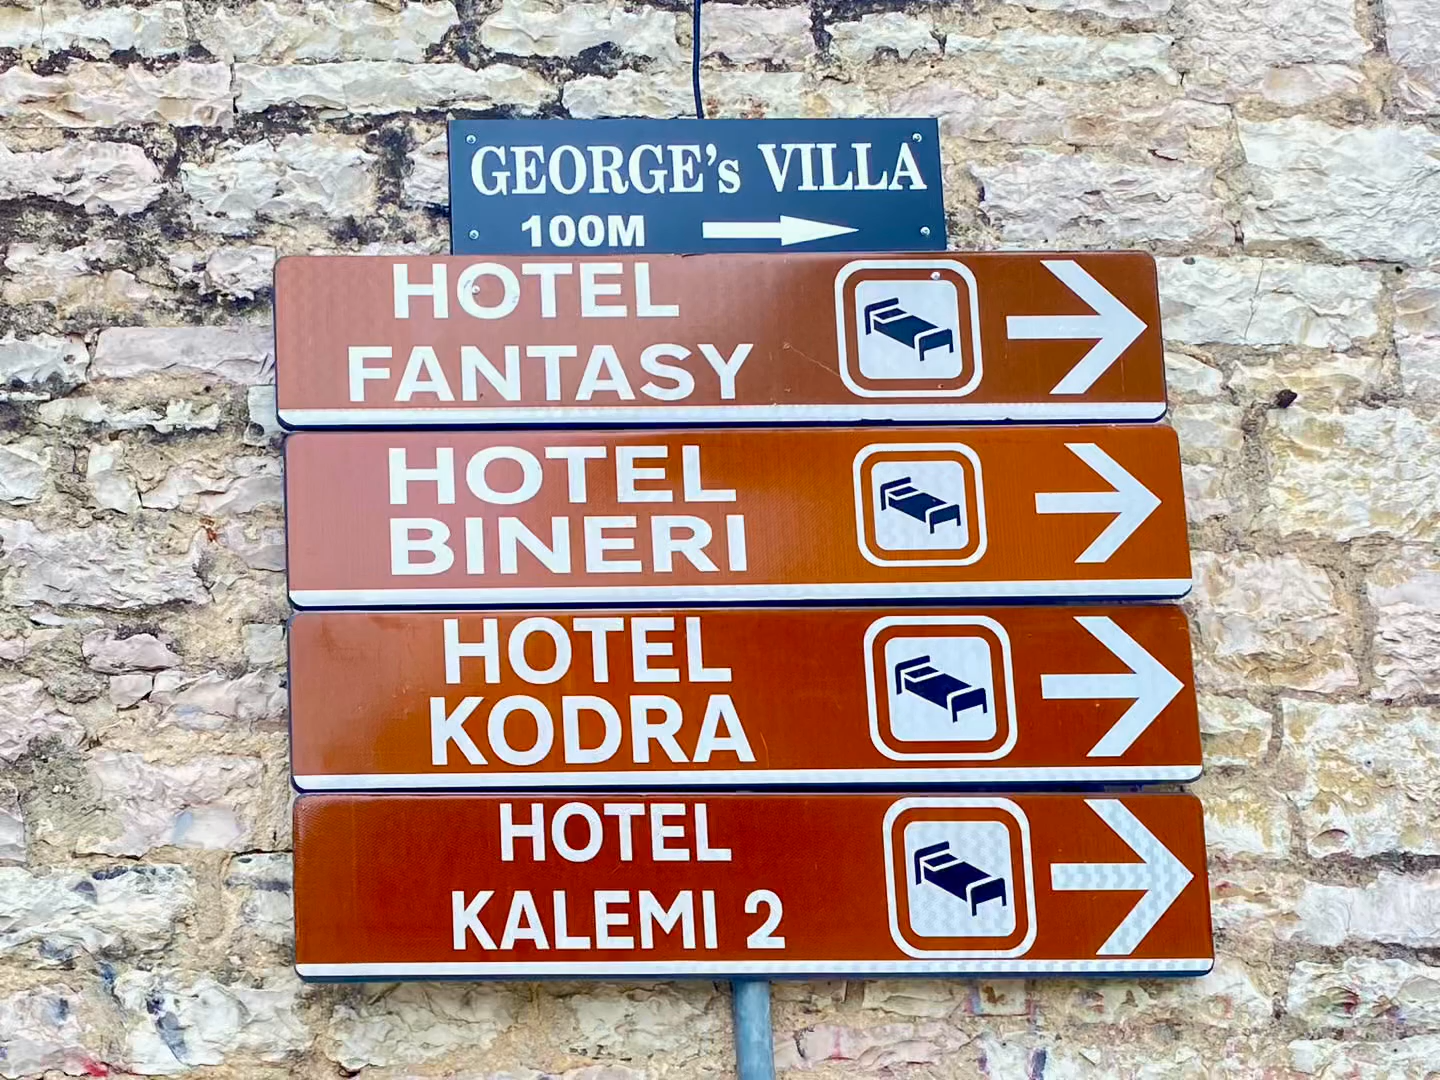 GEORGE's VILLA
100M
HOTEL
FANTASY
HOTEL
BINERI
HOTEL
KODRA
HOTEL
KALEMI 2